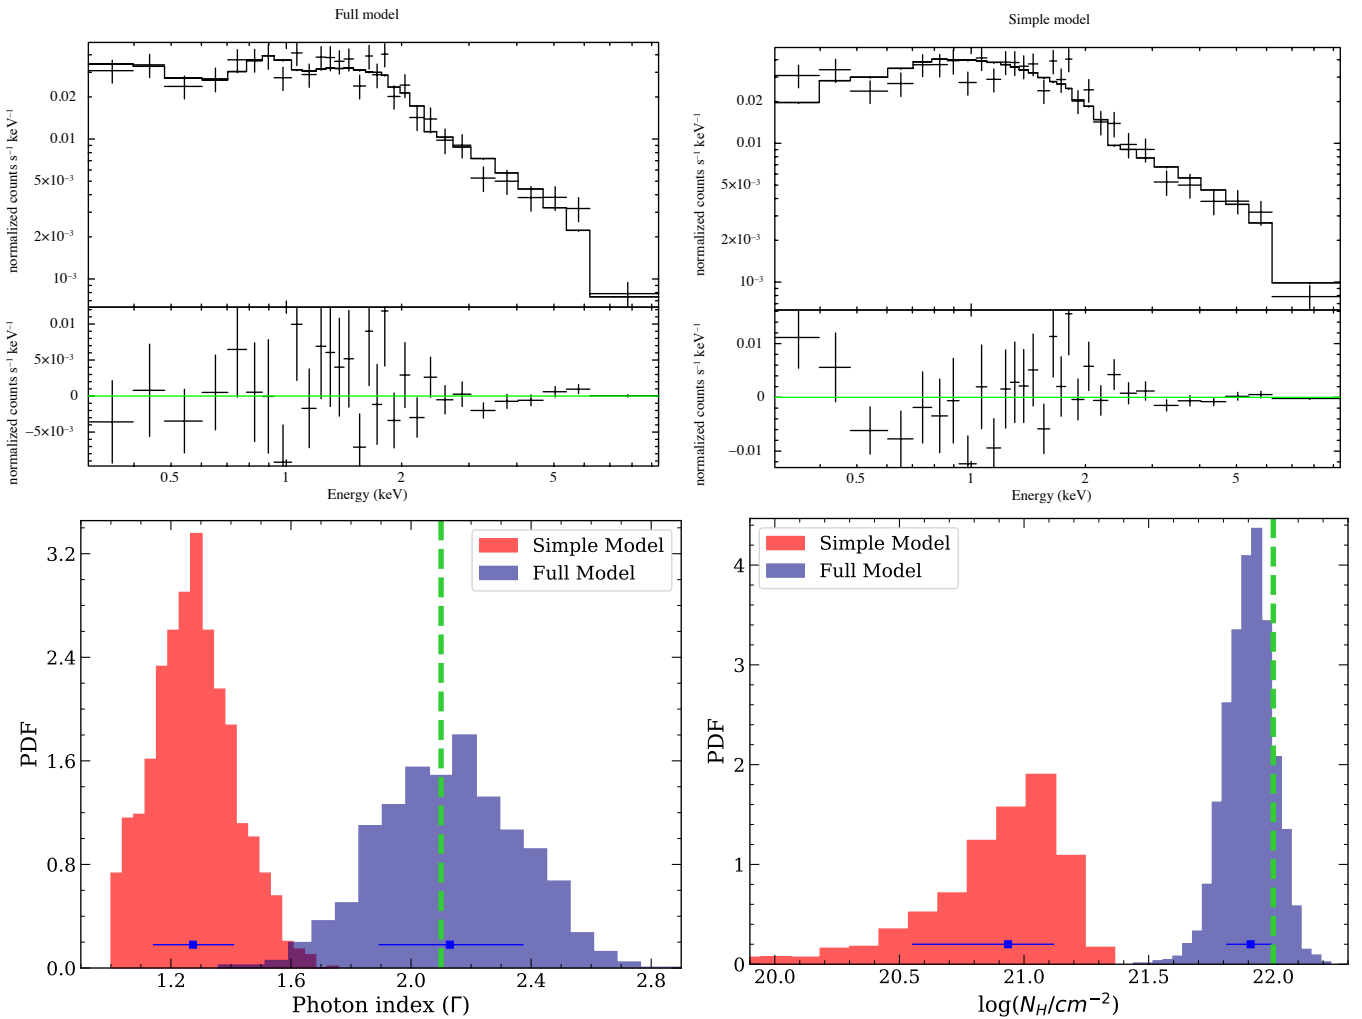 Full model
normalized counts s⁻¹ keV⁻¹
0.02
0.01
5×10⁻³
2×10⁻³
10⁻³
normalized counts s⁻¹ keV⁻¹
0.01
5×10⁻³
0
−5×10⁻³
0.5 1 2 5
Energy (keV)
Simple model
normalized counts s⁻¹ keV⁻¹
0.02
0.01
5×10⁻³
2×10⁻³
10⁻³
normalized counts s⁻¹ keV⁻¹
0.01
0
−0.01
0.5 1 2 5
Energy (keV)
Simple Model
Full Model
PDF
3.2
2.4
1.6
0.8
0.0
1.2 1.6 2.0 2.4 2.8
Photon index (Γ)
Simple Model
Full Model
PDF
4
3
2
1
0
20.0 20.5 21.0 21.5 22.0
log(N_H/cm⁻²)